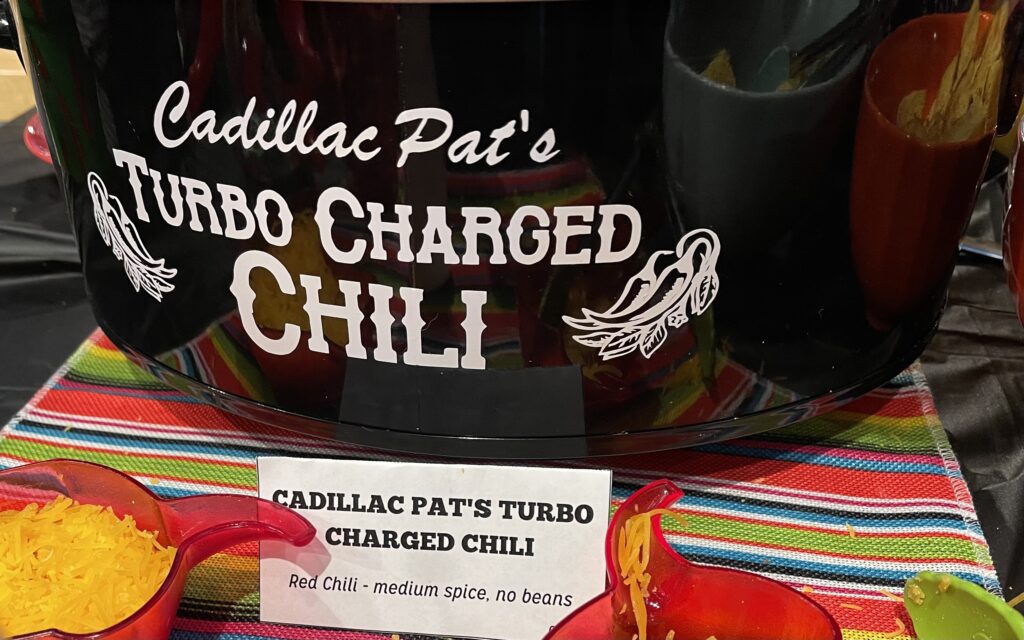 Cadillac Pat's
TURBO CHARGED
CHILI
CADILLAC PAT'S TURBO
CHARGED CHILI
Red Chili - medium spice, no beans